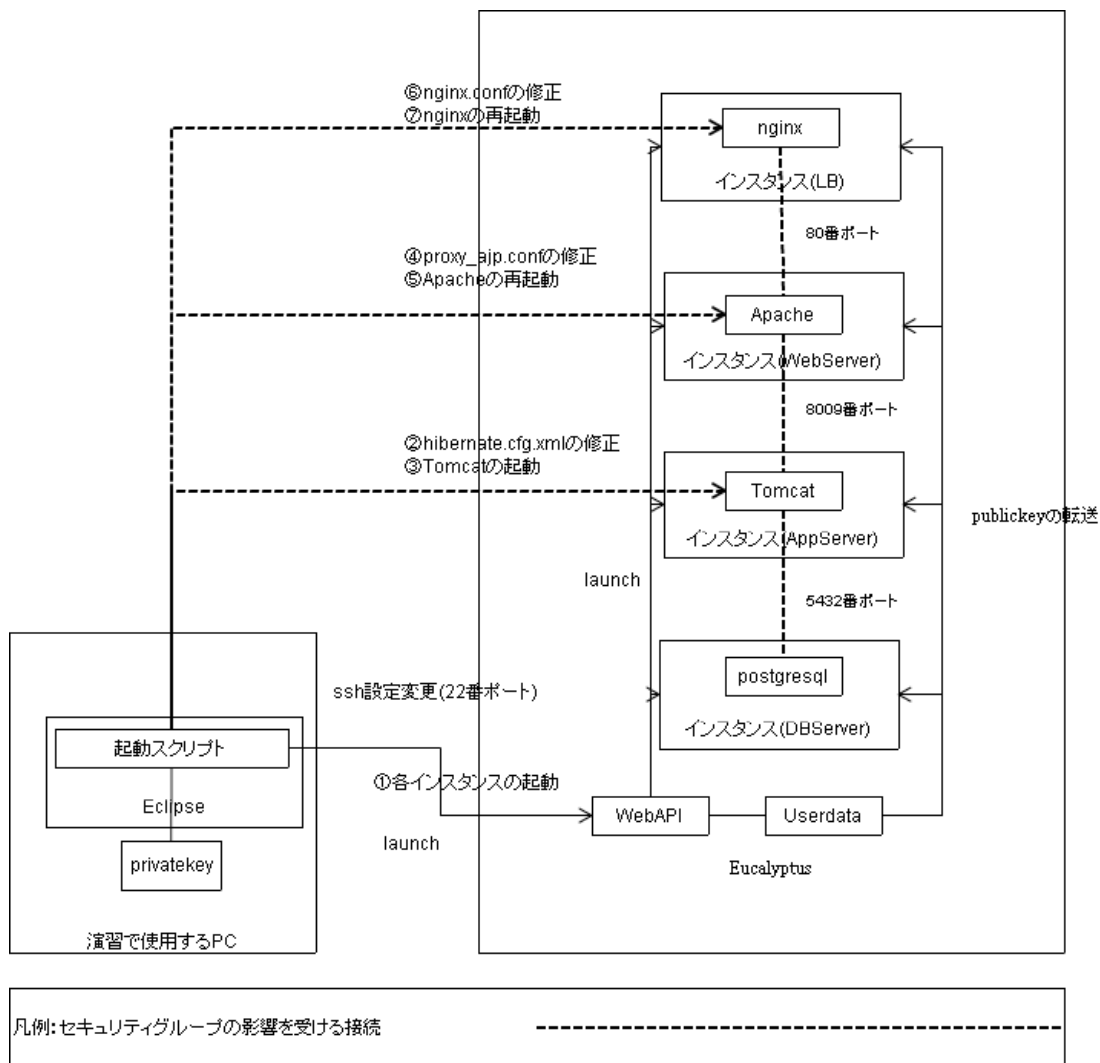 ⑥nginx.confの修正
⑦nginxの再起動
nginx
インスタンス(LB)
80番ポート
④proxy_ajp.confの修正
⑤Apacheの再起動
Apache
インスタンス(WebServer)
8009番ポート
②hibernate.cfg.xmlの修正
③Tomcatの起動
Tomcat
インスタンス(AppServer)
publickeyの転送
launch
5432番ポート
postgresql
インスタンス(DBServer)
ssh設定変更(22番ポート)
起動スクリプト
Eclipse
①各インスタンスの起動
WebAPI
Userdata
launch
privatekey
Eucalyptus
演習で使用するPC
凡例:セキュリティグループの影響を受ける接続